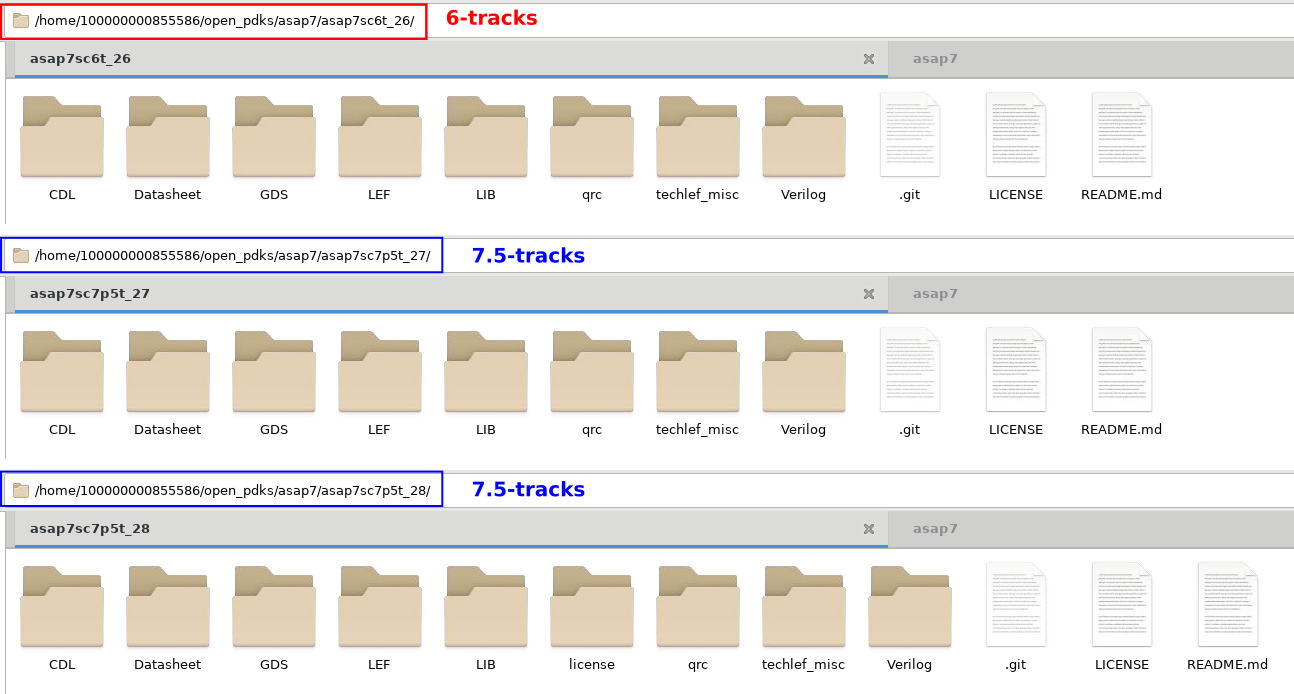 /home/100000000855586/open_pdks/asap7/asap7sc6t_26/ 6-tracks
asap7sc6t_26 asap7
CDL Datasheet GDS LEF LIB qrc techlef_misc Verilog .git LICENSE README.md
/home/100000000855586/open_pdks/asap7/asap7sc7p5t_27/ 7.5-tracks
asap7sc7p5t_27 asap7
CDL Datasheet GDS LEF LIB qrc techlef_misc Verilog .git LICENSE README.md
/home/100000000855586/open_pdks/asap7/asap7sc7p5t_28/ 7.5-tracks
asap7sc7p5t_28 asap7
CDL Datasheet GDS LEF LIB license qrc techlef_misc Verilog .git LICENSE README.md